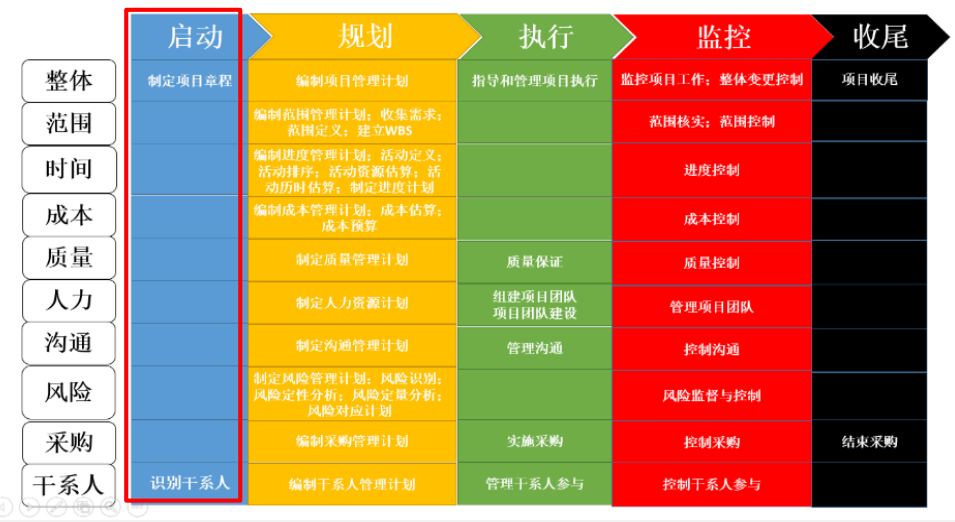 启动
规划
执行
监控
收尾
整体
制定项目章程
编制项目管理计划
指导和管理项目执行
监控项目工作；整体变更控制
项目收尾
范围
编制范围管理计划；收集需求；
范围定义；建立WBS
范围核实；范围控制
时间
编制进度管理计划；活动定义；
活动排序；活动资源估算；活
动历时估算；制定进度计划
进度控制
成本
编制成本管理计划；成本估算；
成本预算
成本控制
质量
制定质量管理计划
质量保证
质量控制
人力
制定人力资源计划
组建项目团队
项目团队建设
管理项目团队
沟通
制定沟通管理计划
管理沟通
控制沟通
风险
制定风险管理计划；风险识别；
风险定性分析；风险定量分析；
风险对应计划
风险监督与控制
采购
编制采购管理计划
实施采购
控制采购
结束采购
干系人
识别干系人
编制干系人管理计划
管理干系人参与
控制干系人参与